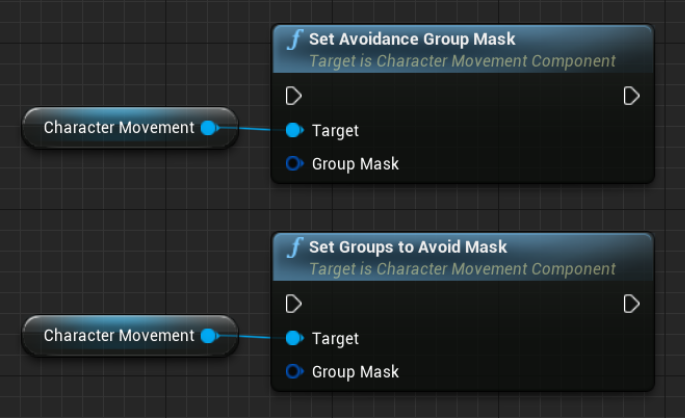 Set Avoidance Group Mask
Target is Character Movement Component
Character Movement
Target
Group Mask
Set Groups to Avoid Mask
Target is Character Movement Component
Character Movement
Target
Group Mask